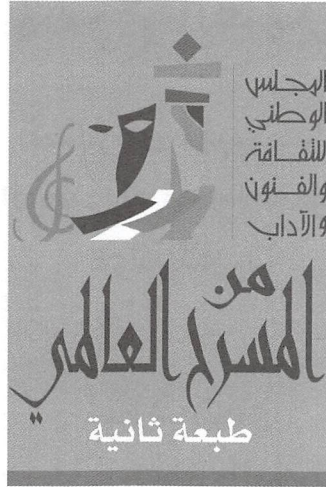 المجلس
الوطني
للثقافة
والفنون
والآداب
من
المسرح العالمي
طبعة ثانية